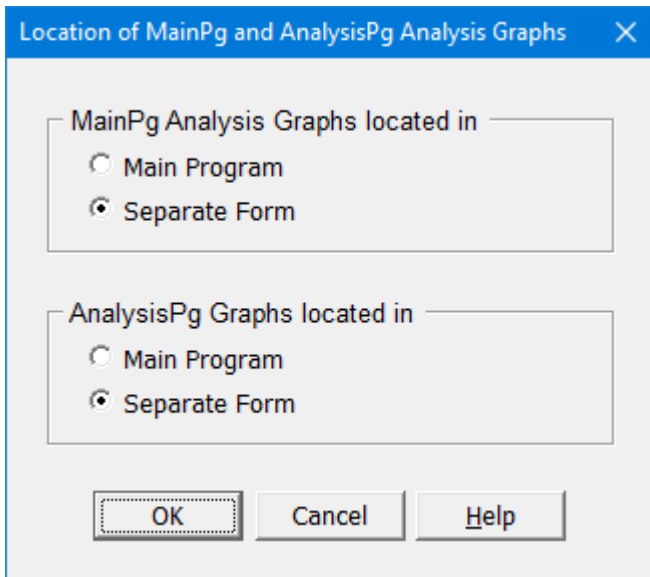 Location of MainPg and AnalysisPg Analysis Graphs
MainPg Analysis Graphs located in
Main Program
Separate Form
AnalysisPg Graphs located in
Main Program
Separate Form
OK Cancel Help